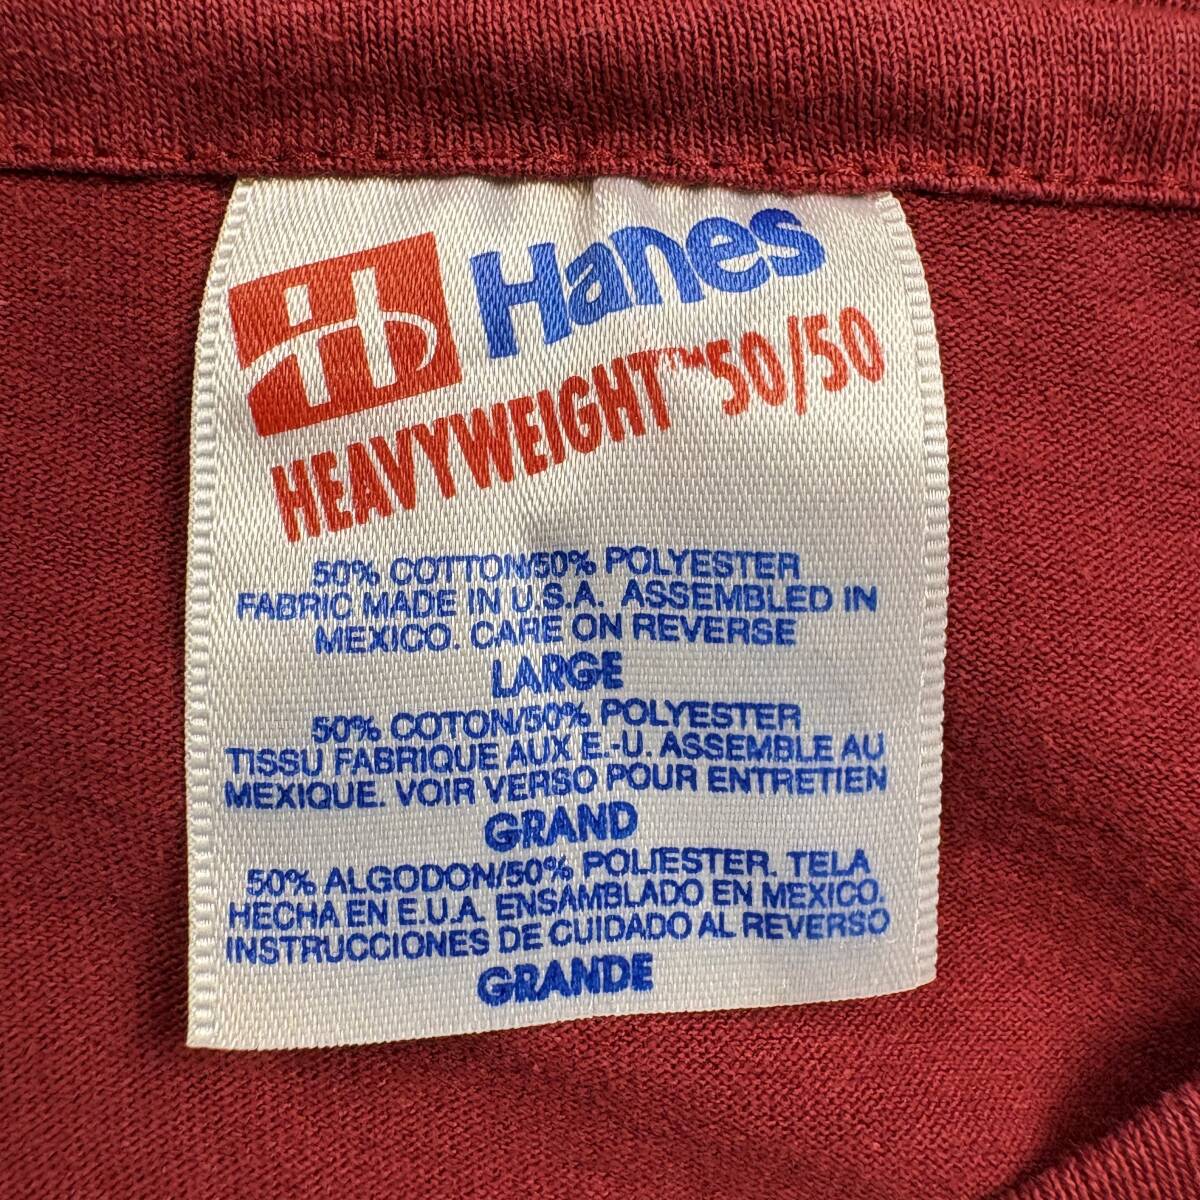 H Hanes
HEAVYWEIGHT™ 50/50
50% COTTON/50% POLYESTER
FABRIC MADE IN U.S.A. ASSEMBLED IN
MEXICO. CARE ON REVERSE
LARGE
50% COTON/50% POLYESTER
TISSU FABRIQUE AUX E.-U. ASSEMBLE AU
MEXIQUE. VOIR VERSO POUR ENTRETIEN
GRAND
50% ALGODON/50% POLIESTER. TELA
HECHA EN E.U.A. ENSAMBLADO EN MEXICO.
INSTRUCCIONES DE CUIDADO AL REVERSO
GRANDE